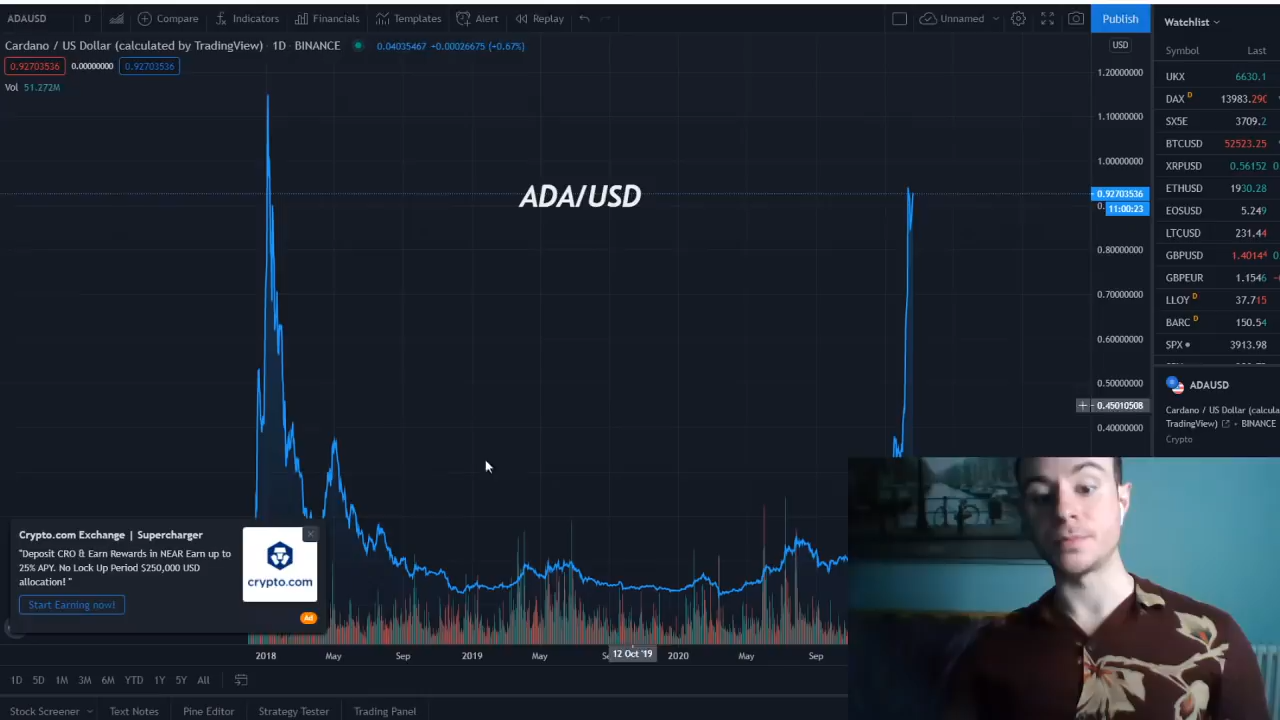 ADAUSD D Compare Indicators Financials Templates Alert Replay Unnamed Publish
Cardano / US Dollar (calculated by TradingView) · 1D · BINANCE 0.04035467 +0.00026675 (+0.67%)
0.92703536 0.00000000 0.92703536
Vol 51.272M
ADA/USD
USD
1.20000000
1.10000000
1.00000000
0.92703536
11:00:23
0.80000000
0.70000000
0.60000000
0.50000000
0.45010508
0.40000000
Watchlist
Symbol Last
UKX 6630.1
DAX D 13983.290
SX5E 3709.2
BTCUSD 52523.25
XRPUSD 0.56152 0
ETHUSD 1930.28
EOSUSD 5.249
LTCUSD 231.44
GBPUSD 1.40144 0
GBPEUR 1.1546
LLOY D 37.715
BARC D 150.54
SPX 3913.98
ADAUSD
Cardano / US Dollar (calcula
TradingView) • BINANCE
Crypto
Crypto.com Exchange | Supercharger
"Deposit CRO & Earn Rewards in NEAR Earn up to
25% APY. No Lock Up Period $250,000 USD
allocation! "
Start Earning now!
crypto.com
Ad
2018 May Sep 2019 May 12 Oct '19 2020 May Sep
1D 5D 1M 3M 6M YTD 1Y 5Y All
Stock Screener Text Notes Pine Editor Strategy Tester Trading Panel